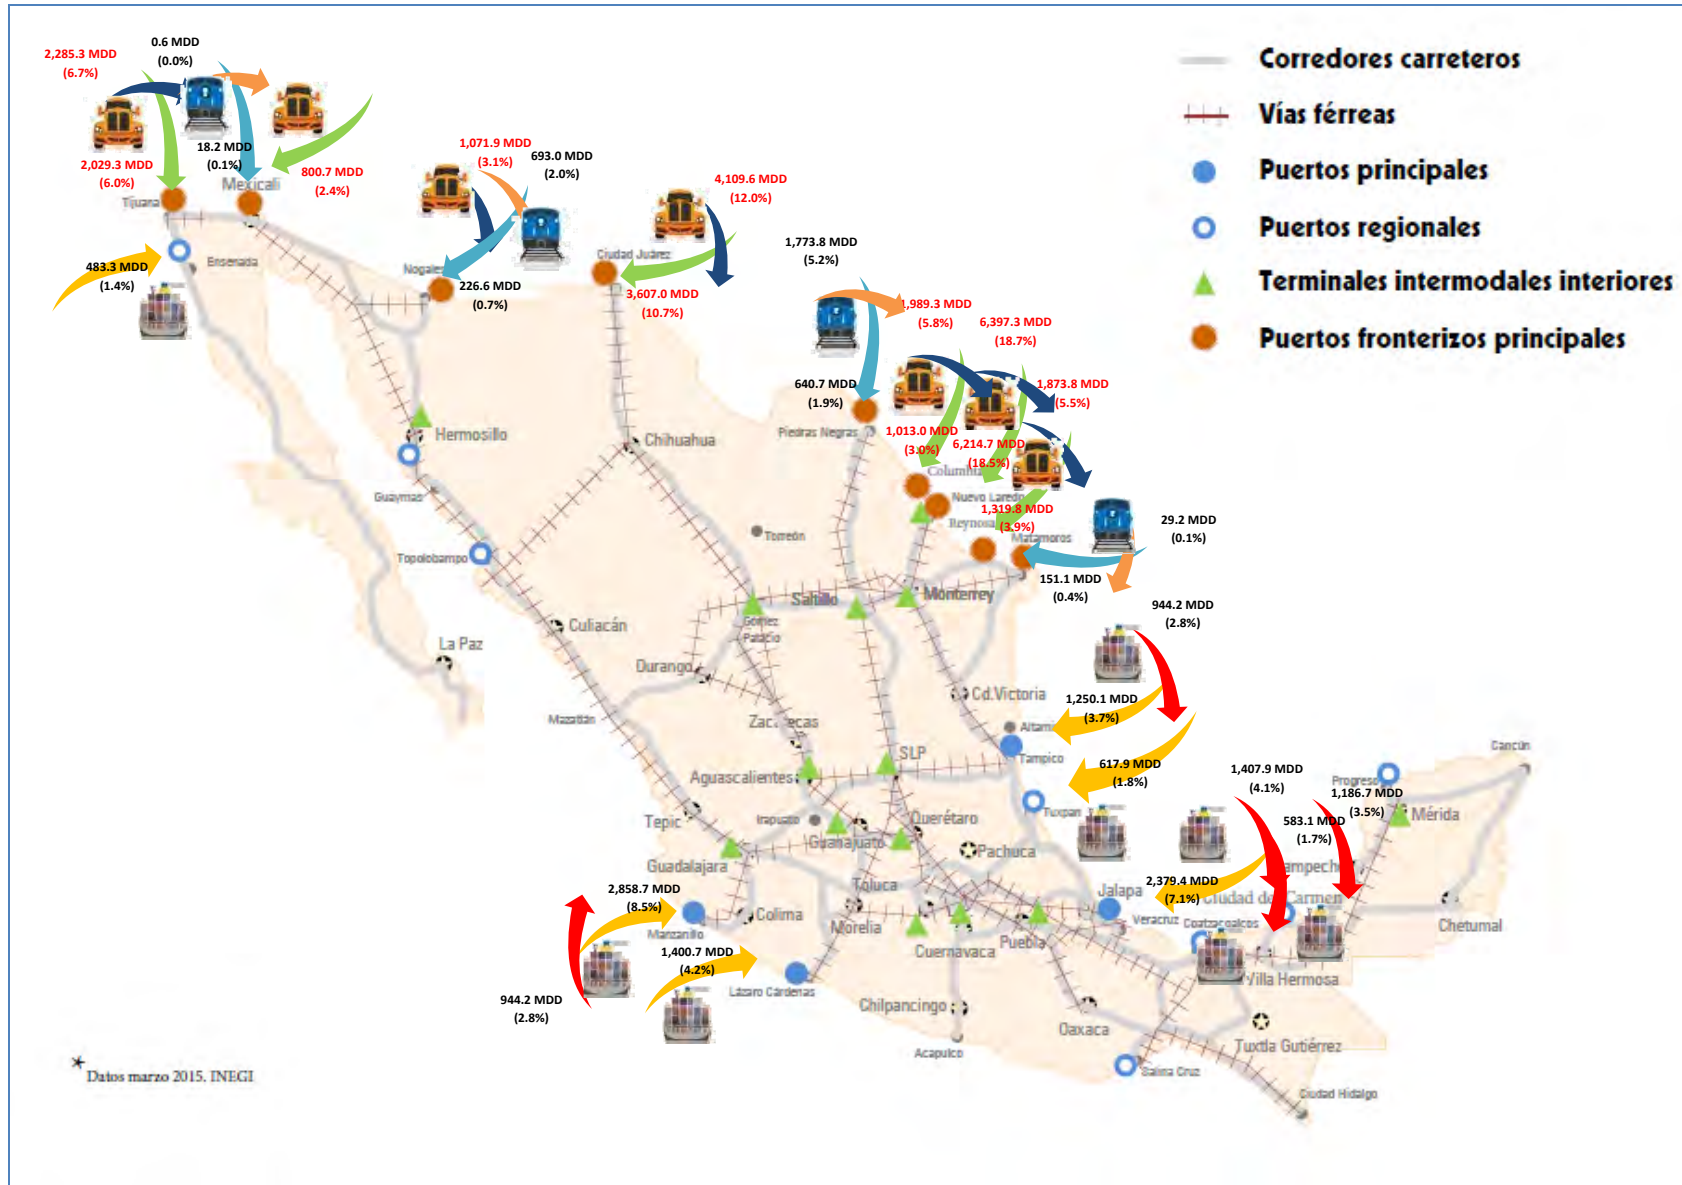 Corredores carreteros
Vías férreas
Puertos principales
Puertos regionales
Terminales intermodales interiores
Puertos fronterizos principales
2,285.3 MDD
(6.7%)
0.6 MDD
(0.0%)
2,029.3 MDD
(6.0%)
18.2 MDD
(0.1%)
Mexicali
800.7 MDD
(2.4%)
Tijuana
483.3 MDD
(1.4%)
Ensenada
1,071.9 MDD
(3.1%)
693.0 MDD
(2.0%)
Nogales
226.6 MDD
(0.7%)
4,109.6 MDD
(12.0%)
Ciudad Juárez
3,607.0 MDD
(10.7%)
1,773.8 MDD
(5.2%)
1,989.3 MDD
(5.8%)
6,397.3 MDD
(18.7%)
640.7 MDD
(1.9%)
1,873.8 MDD
(5.5%)
Piedras Negras
1,013.0 MDD
(3.0%)
6,214.7 MDD
(18.5%)
Columbia
Nuevo Laredo
1,319.8 MDD
(3.9%)
Reynosa
Matamoros
29.2 MDD
(0.1%)
151.1 MDD
(0.4%)
Hermosillo
Chihuahua
Guaymas
Topolobampo
Torreón
Saltillo
Monterrey
Gómez
Palacio
Culiacán
La Paz
Durango
944.2 MDD
(2.8%)
Cd.Victoria
1,250.1 MDD
(3.7%)
Mazatlán
Zacatecas
Altamira
Tampico
SLP
Aguascalientes
617.9 MDD
(1.8%)
1,407.9 MDD
(4.1%)
Cancún
Progreso
1,186.7 MDD
(3.5%)
Mérida
583.1 MDD
(1.7%)
Tepic
Irapuato
Guanajuato
Querétaro
Tuxpan
Pachuca
Guadalajara
Campeche
Toluca
Jalapa
2,379.4 MDD
(7.1%)
Ciudad del Carmen
2,858.7 MDD
(8.5%)
Manzanillo
Colima
Morelia
Cuernavaca
Puebla
Veracruz
Coatzacoalcos
Chetumal
1,400.7 MDD
(4.2%)
Lázaro Cárdenas
Villa Hermosa
944.2 MDD
(2.8%)
Chilpancingo
Oaxaca
Acapulco
Tuxtla Gutiérrez
Salina Cruz
Ciudad Hidalgo
* Datos marzo 2015. INEGI